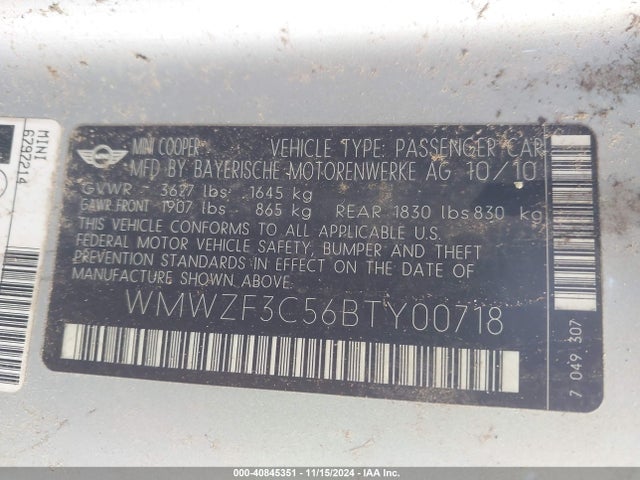 MINI
6792214
MINI COOPER VEHICLE TYPE: PASSENGER CAR
MFD BY BAYERISCHE MOTORENWERKE AG 10/10
GVWR - 3627 lbs 1645 kg
GAWR FRONT 1907 lbs 865 kg REAR 1830 lbs 830 kg
THIS VEHICLE CONFORMS TO ALL APPLICABLE U.S.
FEDERAL MOTOR VEHICLE SAFETY, BUMPER AND THEFT
PREVENTION STANDARDS IN EFFECT ON THE DATE OF
MANUFACTURE SHOWN ABOVE.
WMWZF3C56BTY00718
7 049 307
000-40845351 | 11/15/2024 | IAA Inc.